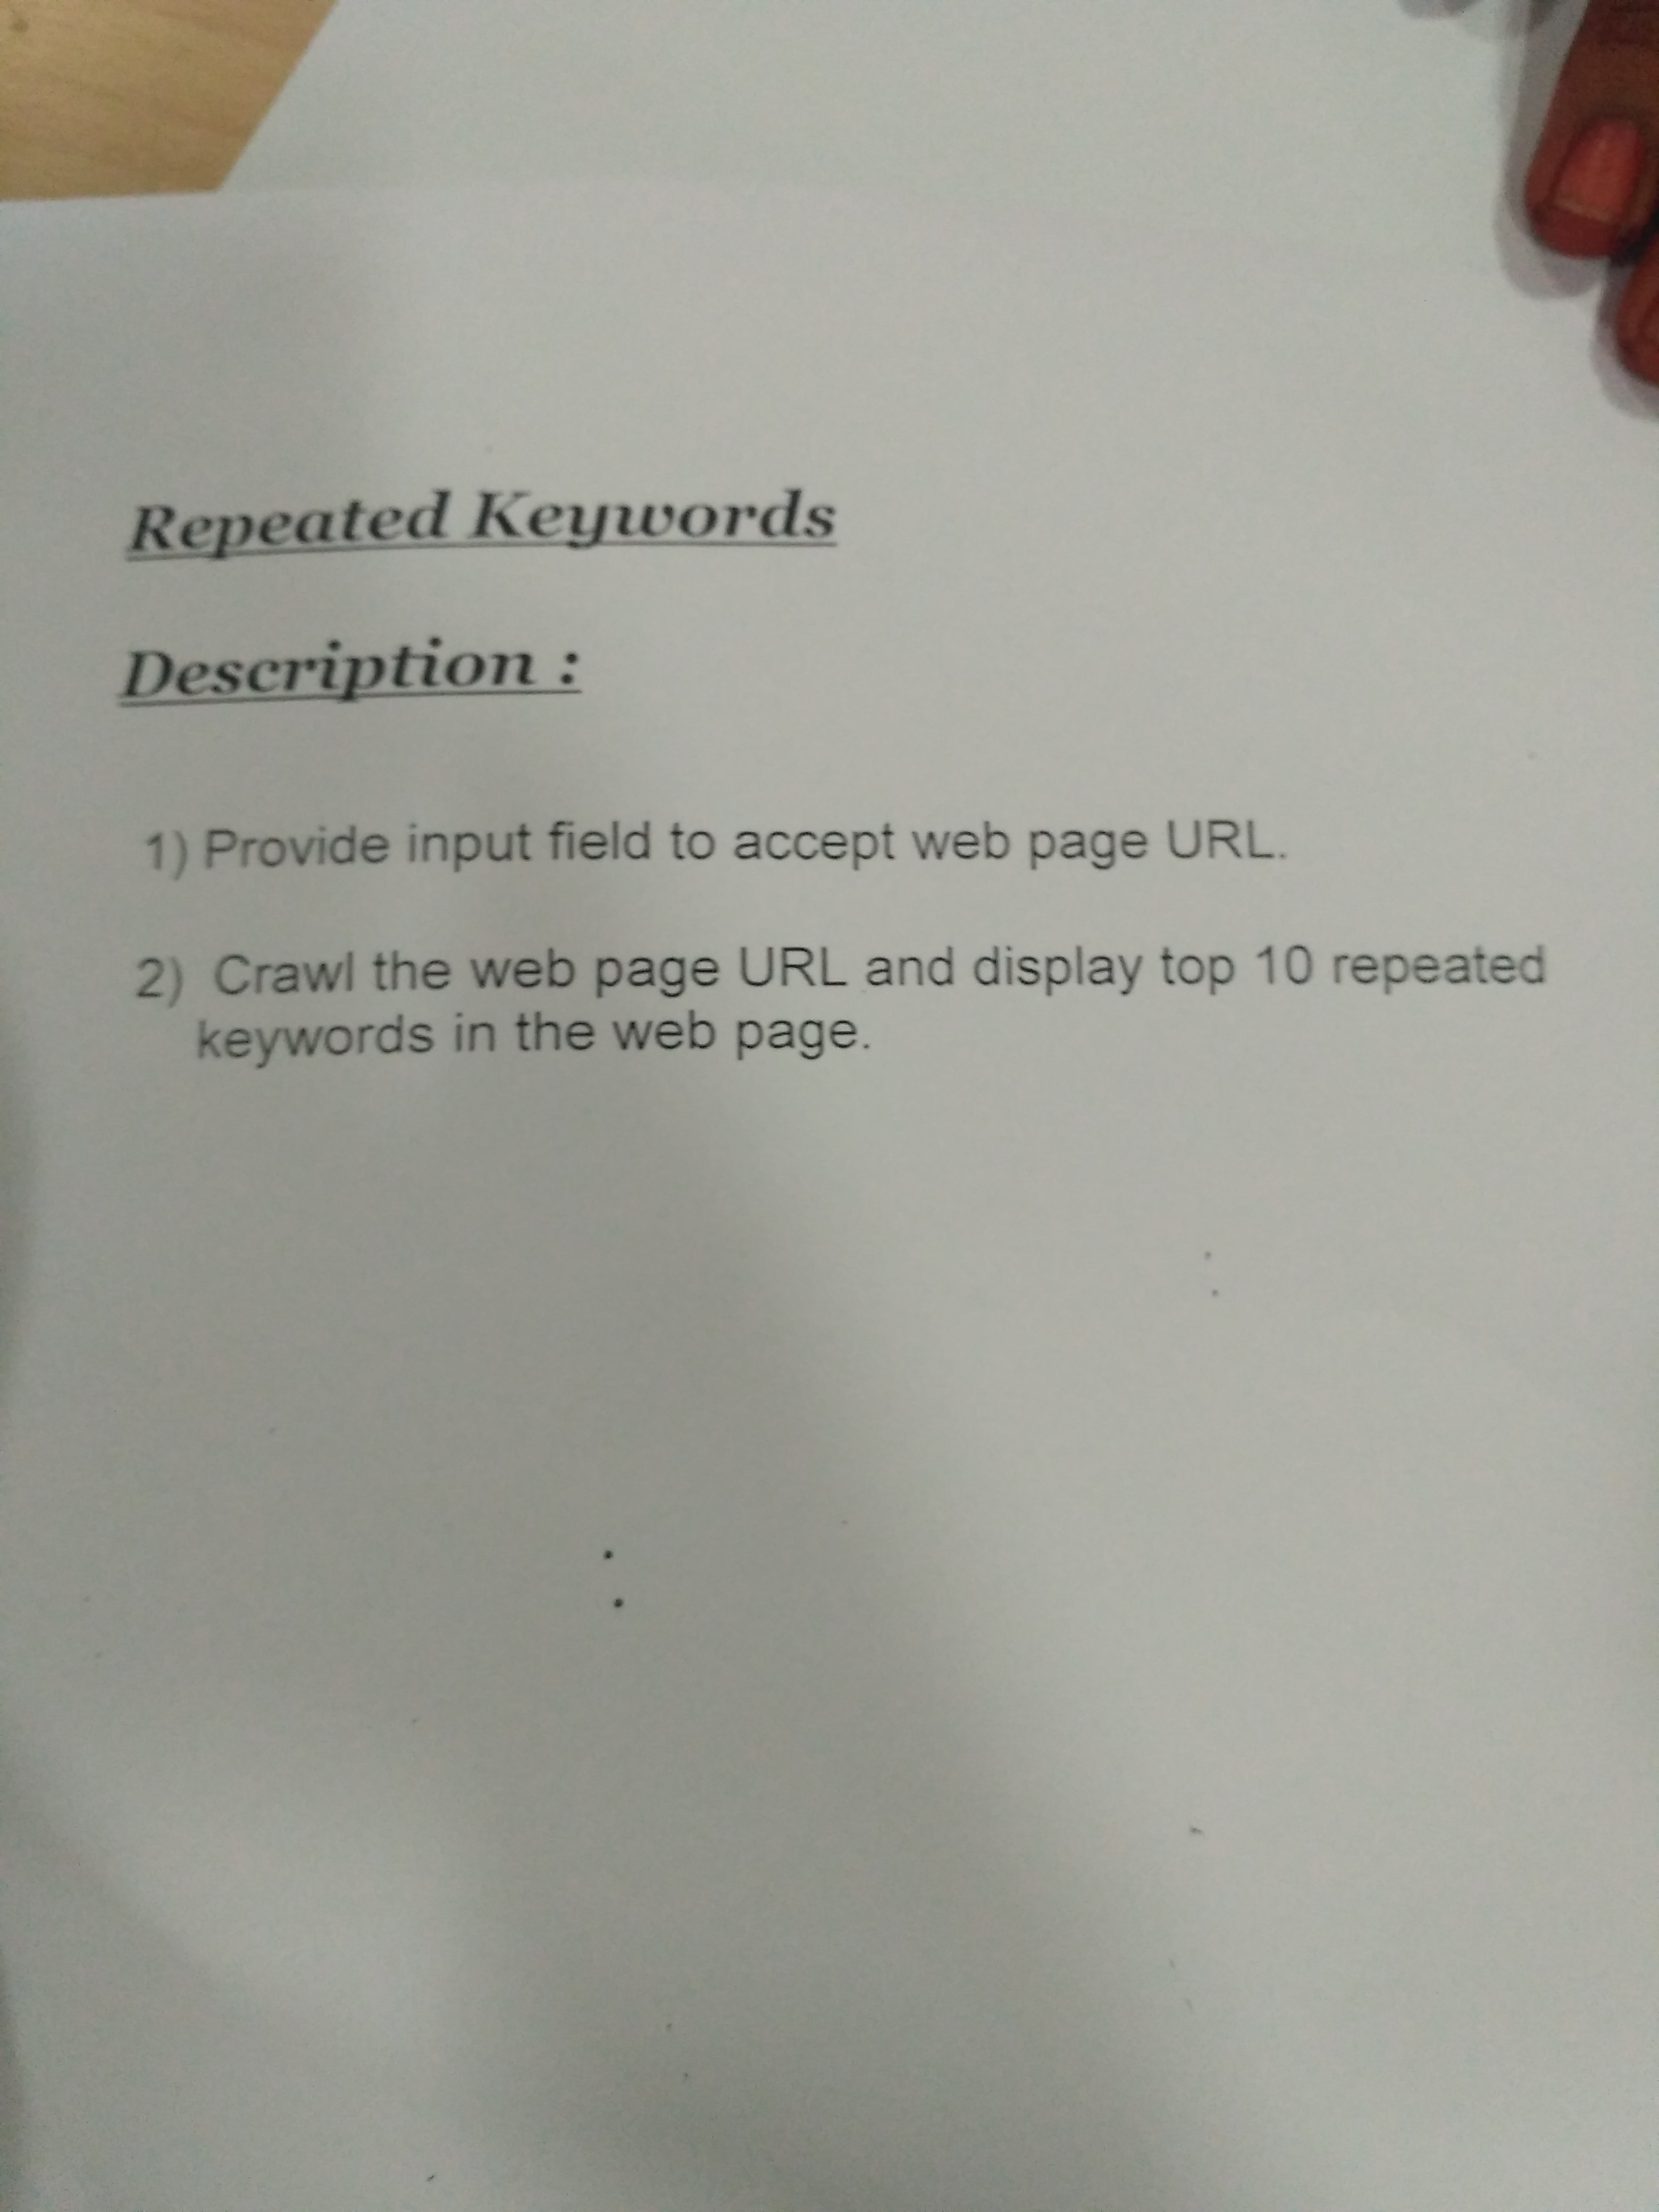 Repeated Keywords
Description :
1) Provide input field to accept web page URL.
2) Crawl the web page URL and display top 10 repeated
keywords in the web page.